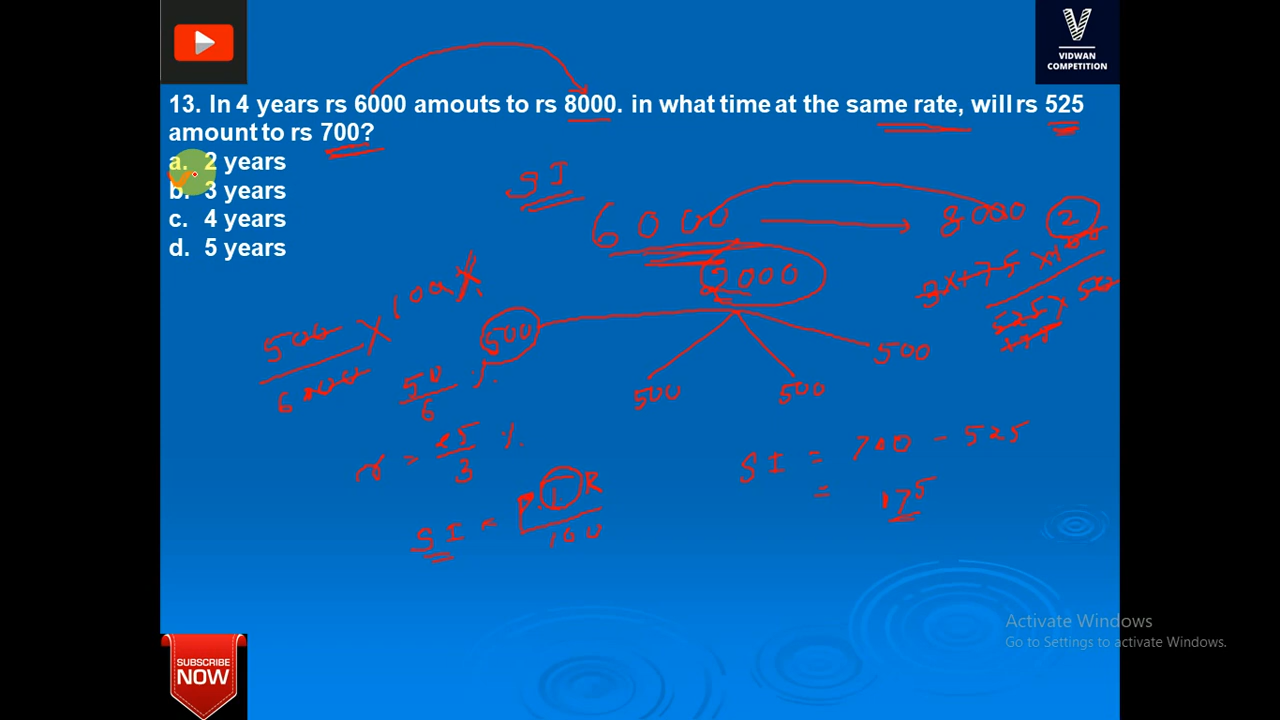 VIDWAN
COMPETITION
13. In 4 years rs 6000 amouts to rs 8000. in what time at the same rate, will rs 525
amount to rs 700?
a. 2 years
b. 3 years
c. 4 years
d. 5 years
SI
6000 8000 2
2000
500
500 500 500
500 X 100 X
6000
50 %
6
r = 25 %
3
SI = P.T.R
100
SI = 700 - 525
= 175
Activate Windows
Go to Settings to activate Windows.
SUBSCRIBE
NOW